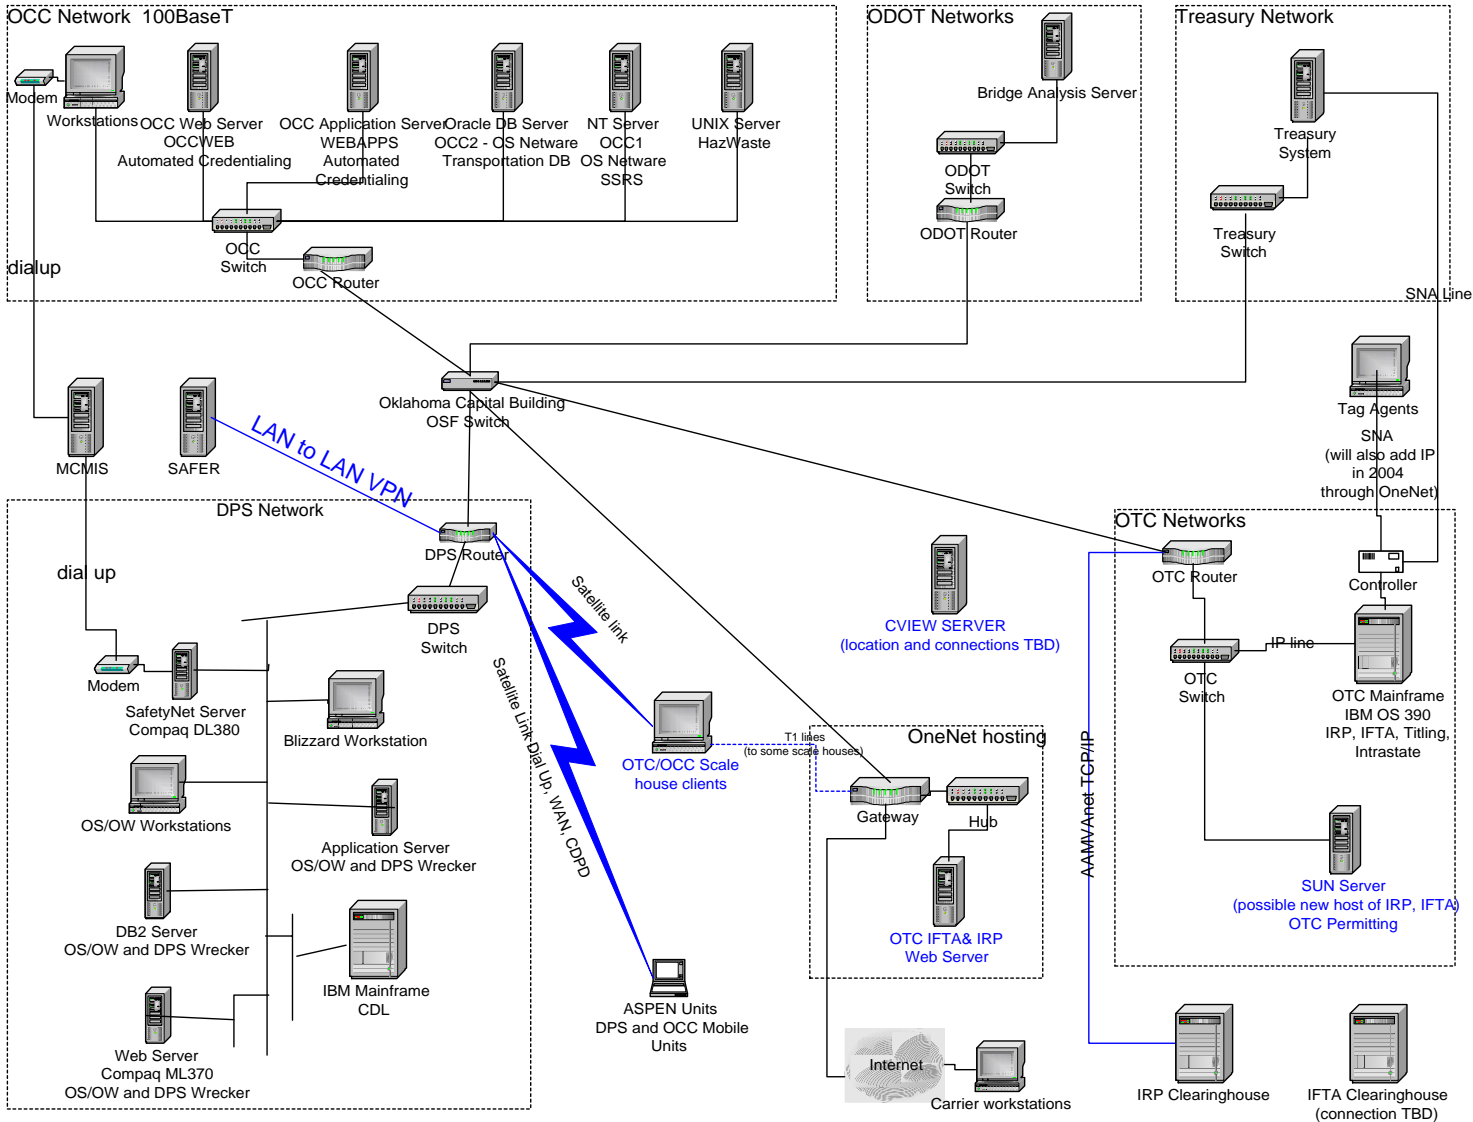 OCC Network  100BaseT
ODOT Networks
Treasury Network
Modem
Workstations
OCC Web Server
OCCWEB
Automated Credentialing
OCC Application Server
WEBAPPS
Automated
Credentialing
Oracle DB Server
OCC2 - OS Netware
Transportation DB
NT Server
OCC1
OS Netware
SSRS
UNIX Server
HazWaste
Bridge Analysis Server
Treasury
System
ODOT
Switch
ODOT Router
Treasury
Switch
OCC
Switch
OCC Router
dialup
SNA Line
Oklahoma Capital Building
OSF Switch
Tag Agents
SNA
(will also add IP
in 2004
through OneNet)
MCMIS
SAFER
LAN to LAN VPN
DPS Network
DPS Router
OTC Networks
OTC Router
Controller
dial up
DPS
Switch
Satellite link
CVIEW SERVER
(location and connections TBD)
IP line
OTC
Switch
OTC Mainframe
IBM OS 390
IRP, IFTA, Titling,
Intrastate
Modem
SafetyNet Server
Compaq DL380
Blizzard Workstation
Satellite Link Dial Up, WAN, CDPD
OTC/OCC Scale
house clients
T1 lines
(to some scale houses)
OneNet hosting
AAMVAnet TCP/IP
Gateway
Hub
OS/OW Workstations
Application Server
OS/OW and DPS Wrecker
SUN Server
(possible new host of IRP, IFTA)
OTC Permitting
DB2 Server
OS/OW and DPS Wrecker
OTC IFTA& IRP
Web Server
IBM Mainframe
CDL
ASPEN Units
DPS and OCC Mobile
Units
Web Server
Compaq ML370
OS/OW and DPS Wrecker
Internet
Carrier workstations
IRP Clearinghouse
IFTA Clearinghouse
(connection TBD)